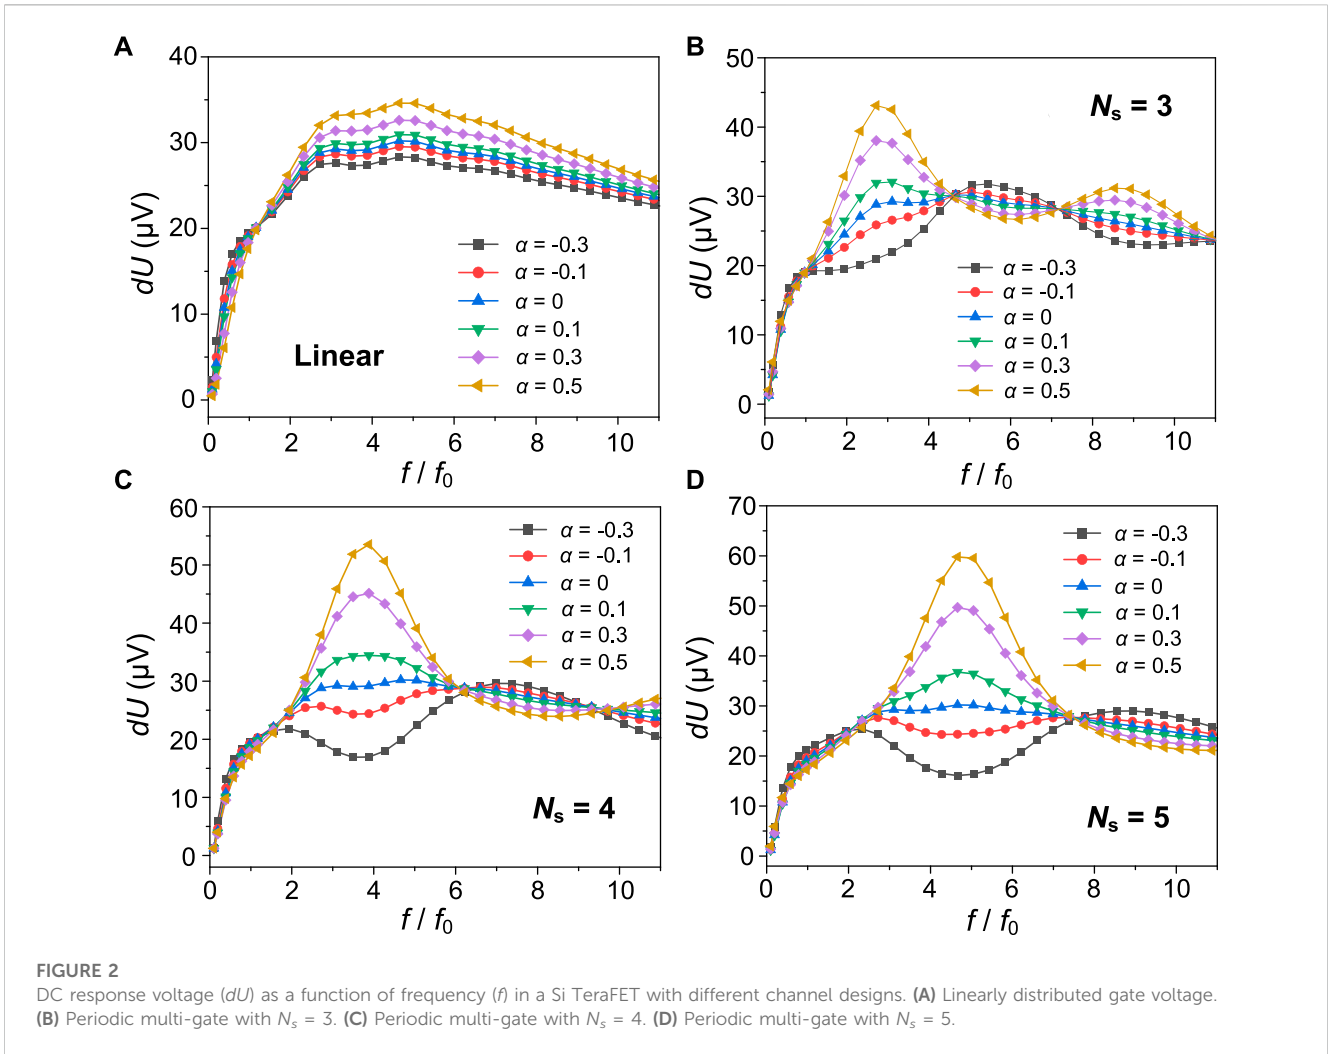 A
40
30
20
10
0
dU (μV)
0 2 4 6 8 10
f / f0
Linear
α = -0.3
α = -0.1
α = 0
α = 0.1
α = 0.3
α = 0.5
B
50
40
30
20
10
0
dU (μV)
0 2 4 6 8 10
f / f0
Ns = 3
α = -0.3
α = -0.1
α = 0
α = 0.1
α = 0.3
α = 0.5
C
60
50
40
30
20
10
0
dU (μV)
0 2 4 6 8 10
f / f0
Ns = 4
α = -0.3
α = -0.1
α = 0
α = 0.1
α = 0.3
α = 0.5
D
70
60
50
40
30
20
10
0
dU (μV)
0 2 4 6 8 10
f / f0
Ns = 5
α = -0.3
α = -0.1
α = 0
α = 0.1
α = 0.3
α = 0.5
FIGURE 2
DC response voltage (dU) as a function of frequency (f) in a Si TeraFET with different channel designs. (A) Linearly distributed gate voltage.
(B) Periodic multi-gate with Ns = 3. (C) Periodic multi-gate with Ns = 4. (D) Periodic multi-gate with Ns = 5.